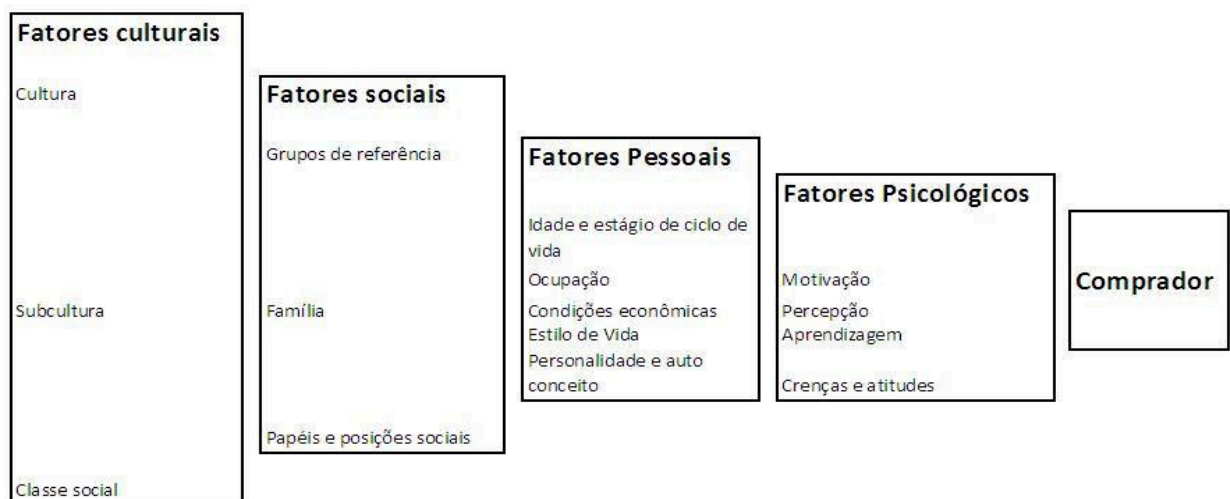 Fatores culturais
Cultura
Subcultura
Classe social
Fatores sociais
Grupos de referência
Família
Papéis e posições sociais
Fatores Pessoais
Idade e estágio de ciclo de
vida
Ocupação
Condições econômicas
Estilo de Vida
Personalidade e auto
conceito
Fatores Psicológicos
Motivação
Percepção
Aprendizagem
Crenças e atitudes
Comprador